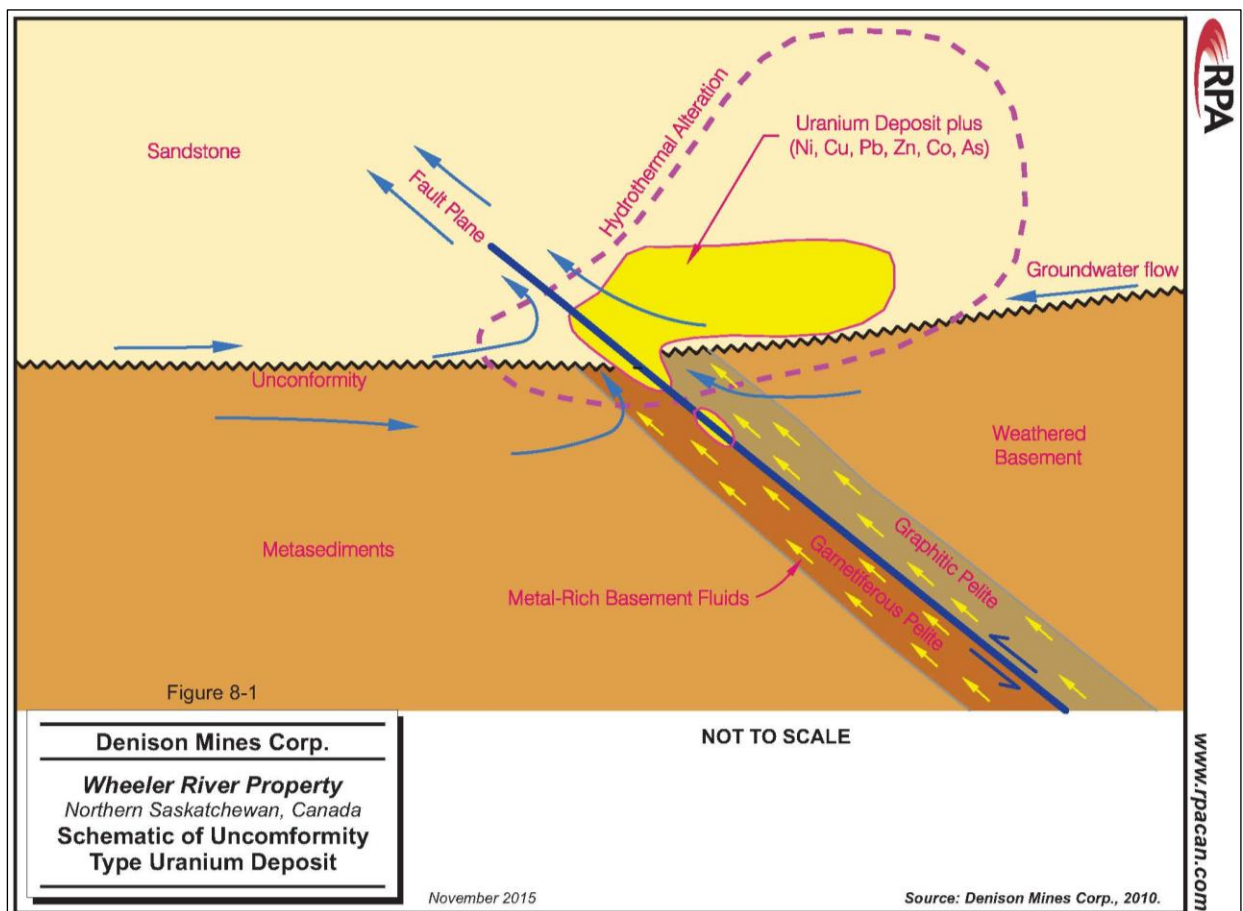 RPA
Uranium Deposit plus
(Ni, Cu, Pb, Zn, Co, As)
Hydrothermal Alteration
Sandstone
Fault Plane
Groundwater flow
Unconformity
Weathered
Basement
Metasediments
Graphitic Pelite
Garnetiferous Pelite
Metal-Rich Basement Fluids
Figure 8-1
NOT TO SCALE
Denison Mines Corp.
Wheeler River Property
Northern Saskatchewan, Canada
Schematic of Uncomformity
Type Uranium Deposit
November 2015
Source: Denison Mines Corp., 2010.
www.rpacan.com